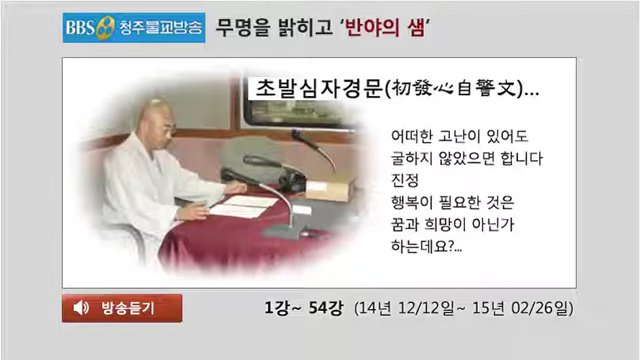 BBS 청주불교방송 무명을 밝히고 ‘반야의 샘’
초발심자경문(初發心自警文)...
어떠한 고난이 있어도
굴하지 않았으면 합니다
진정
행복이 필요한 것은
꿈과 희망이 아닌가
하는데요?...
방송듣기 1강~ 54강 (14년 12/12일~ 15년 02/26일)